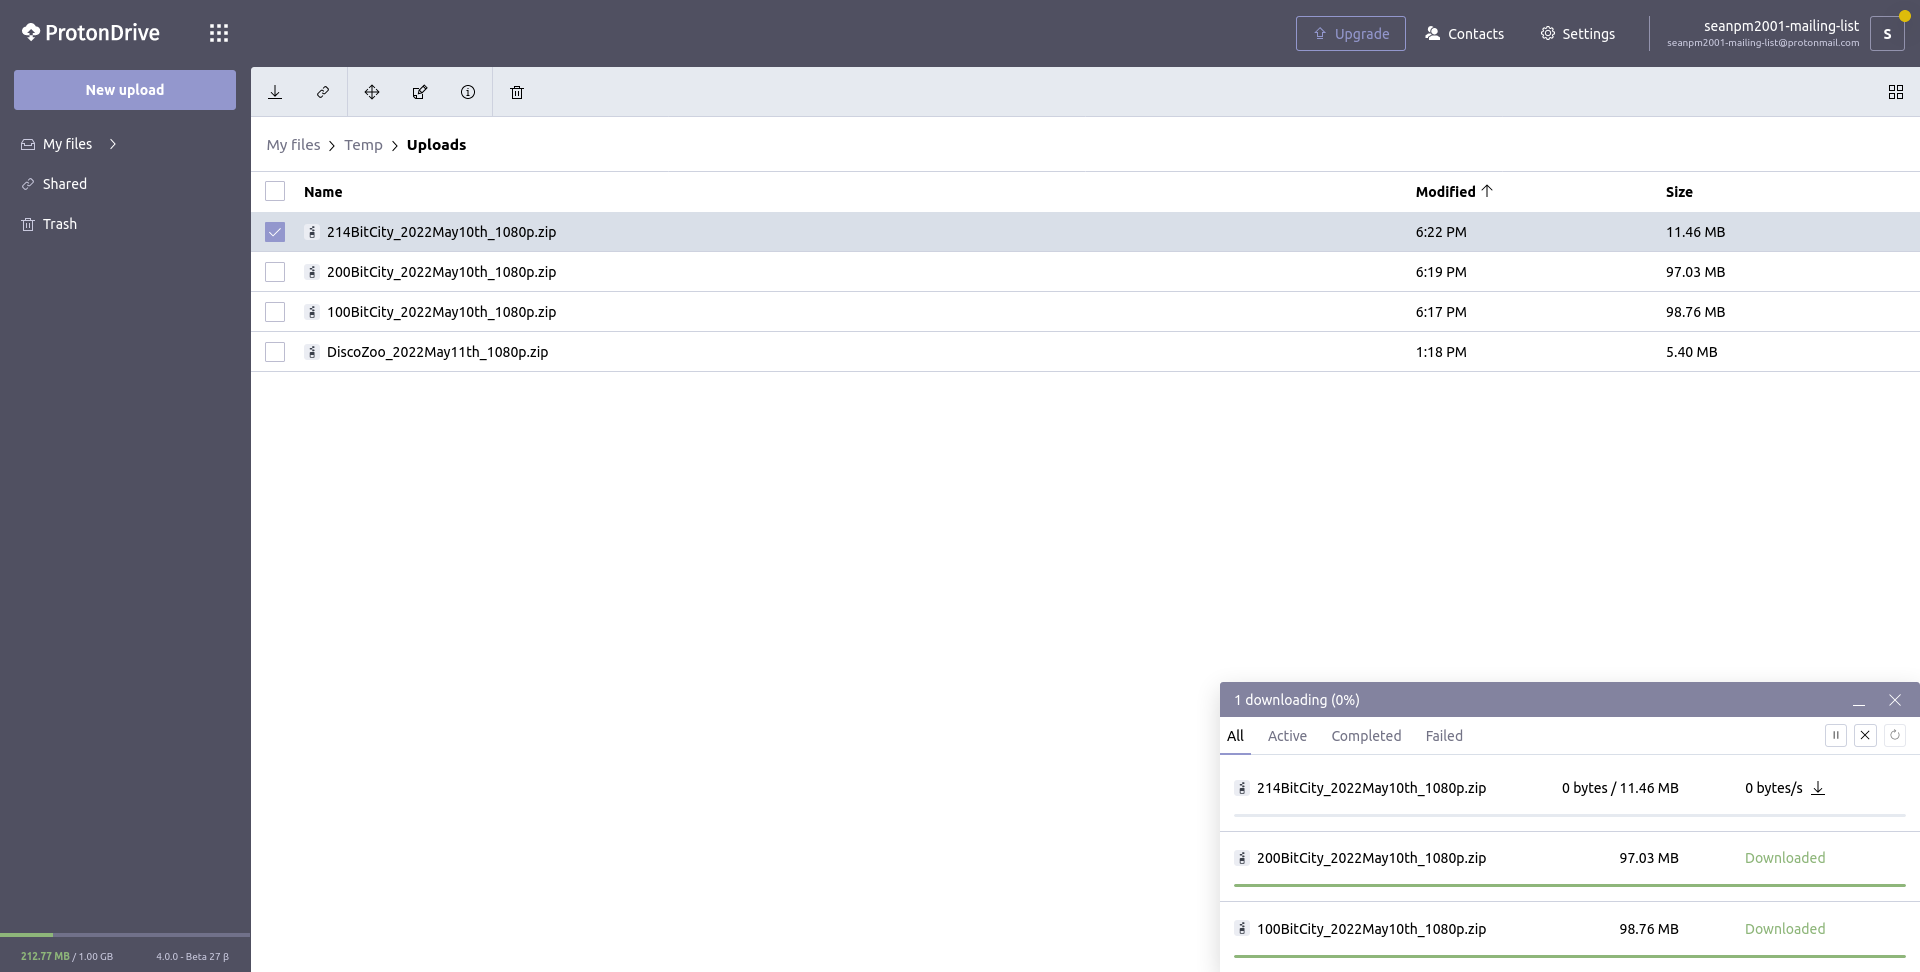 ProtonDrive
Upgrade
Contacts
Settings
seanpm2001-mailing-list
seanpm2001-mailing-list@protonmail.com
S
New upload
My files
Shared
Trash
My files > Temp > Uploads
Name Modified Size
214BitCity_2022May10th_1080p.zip 6:22 PM 11.46 MB
200BitCity_2022May10th_1080p.zip 6:19 PM 97.03 MB
100BitCity_2022May10th_1080p.zip 6:17 PM 98.76 MB
DiscoZoo_2022May11th_1080p.zip 1:18 PM 5.40 MB
1 downloading (0%)
All Active Completed Failed
214BitCity_2022May10th_1080p.zip 0 bytes / 11.46 MB 0 bytes/s
200BitCity_2022May10th_1080p.zip 97.03 MB Downloaded
100BitCity_2022May10th_1080p.zip 98.76 MB Downloaded
212.77 MB / 1.00 GB 4.0.0 - Beta 27 β